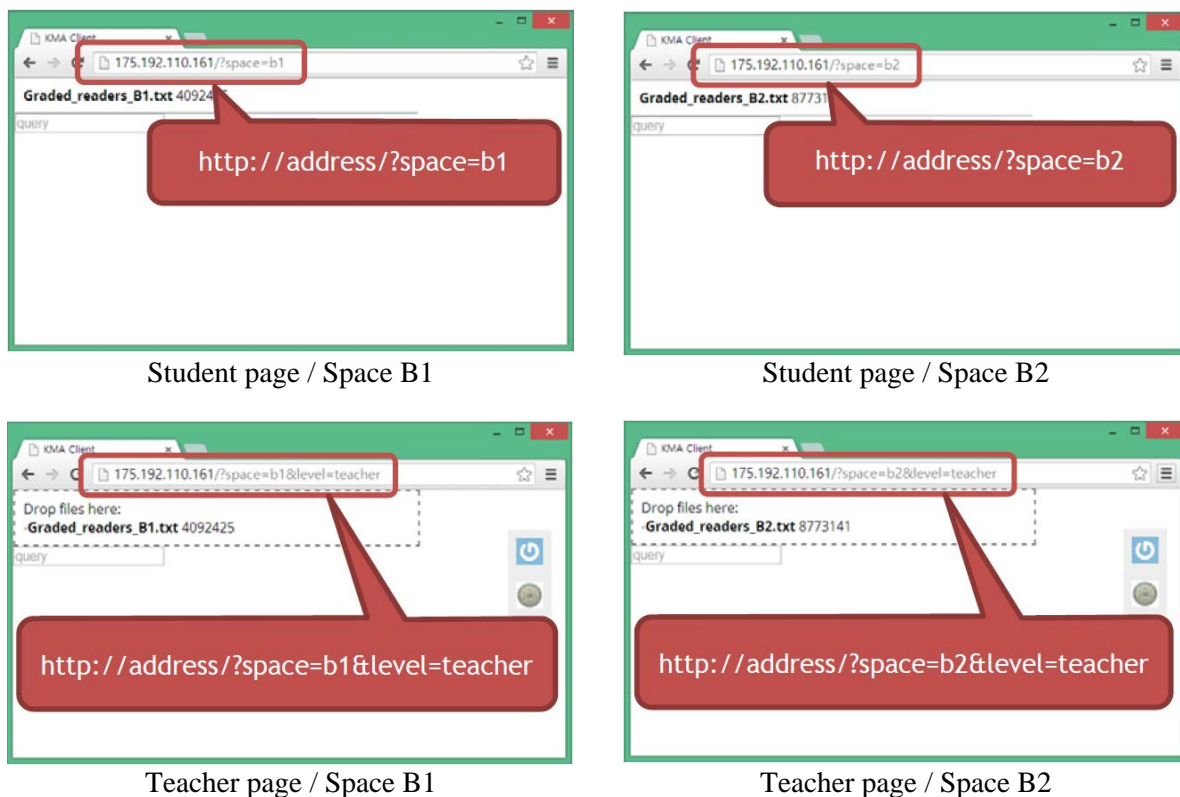 KMA Client
175.192.110.161/?space=b1
Graded_readers_B1.txt
query
http://address/?space=b1
Student page / Space B1
KMA Client
175.192.110.161/?space=b2
Graded_readers_B2.txt
query
http://address/?space=b2
Student page / Space B2
KMA Client
175.192.110.161/?space=b1&level=teacher
Drop files here:
-Graded_readers_B1.txt 4092425
query
http://address/?space=b1&level=teacher
Teacher page / Space B1
KMA Client
175.192.110.161/?space=b2&level=teacher
Drop files here:
-Graded_readers_B2.txt 8773141
query
http://address/?space=b2&level=teacher
Teacher page / Space B2